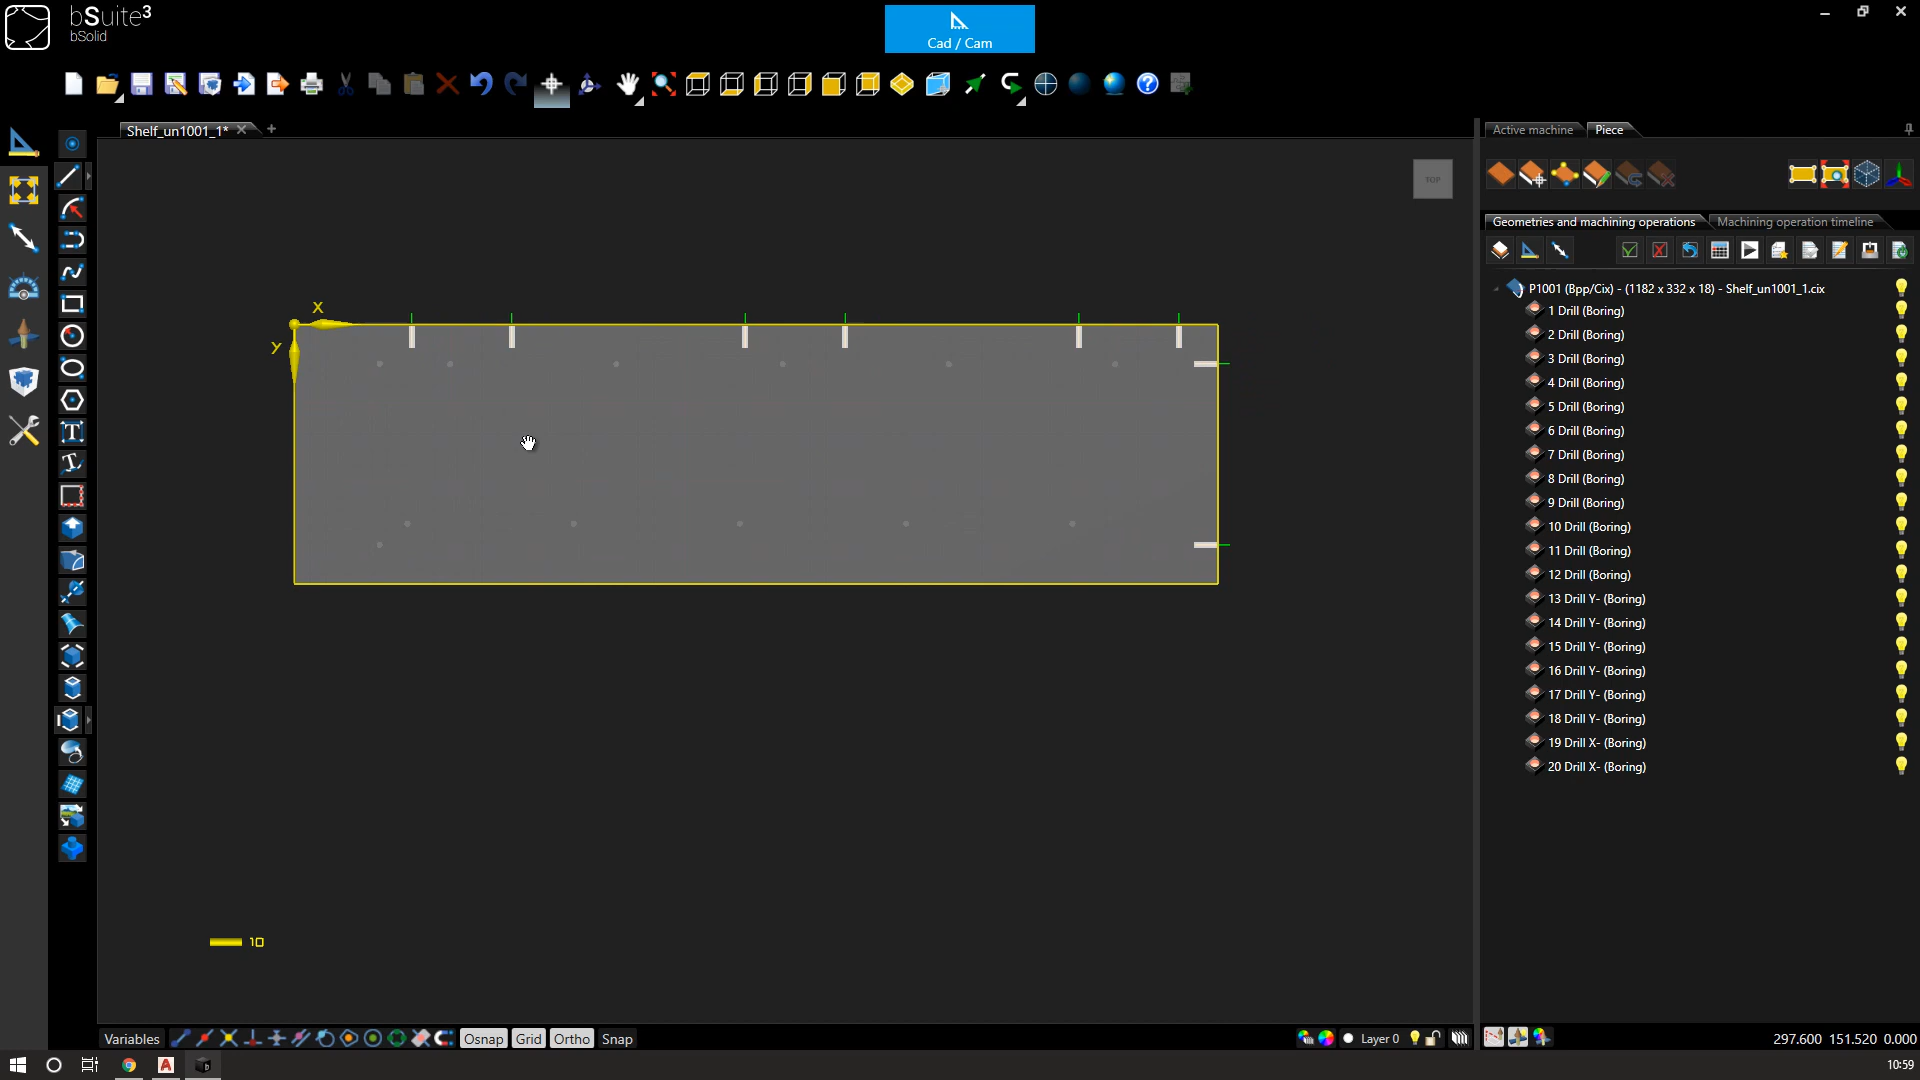 bSuite³
bSolid
Cad / Cam
Shelf_un1001_1*
Active machine Piece
Geometries and machining operations Machining operation timeline
P1001 (Bpp/Cix) - (1182 x 332 x 18) - Shelf_un1001_1.cix
1 Drill (Boring)
2 Drill (Boring)
3 Drill (Boring)
4 Drill (Boring)
5 Drill (Boring)
6 Drill (Boring)
7 Drill (Boring)
8 Drill (Boring)
9 Drill (Boring)
10 Drill (Boring)
11 Drill (Boring)
12 Drill (Boring)
13 Drill Y- (Boring)
14 Drill Y- (Boring)
15 Drill Y- (Boring)
16 Drill Y- (Boring)
17 Drill Y- (Boring)
18 Drill Y- (Boring)
19 Drill X- (Boring)
20 Drill X- (Boring)
TOP
X
Y
10
Variables Osnap Grid Ortho Snap Layer 0 297.600 151.520 0.000
10:59